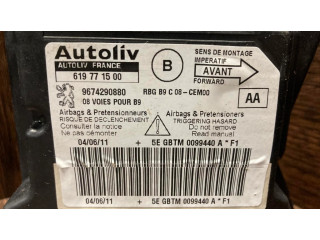 Autoliv
AUTOLIV FRANCE
619 77 15 00
B
SENS DE MONTAGE
IMPÉRATIF
AVANT
FORWARD
9674290880
RBG B9 C 08 - CEM00
08 VOIES POUR B9
AA
Airbags & Pretensionneurs
RISQUE DE DECLENCHEMENT
Consulter la notice
Ne pas démonter
Airbags & Pretensioners
TRIGGERING HAZARD
Do not remove
Read manual
04/06/11 + 5E GBTM 0099440 A * F1
04/06/11 + 5E GBTM 0099440 A * F1